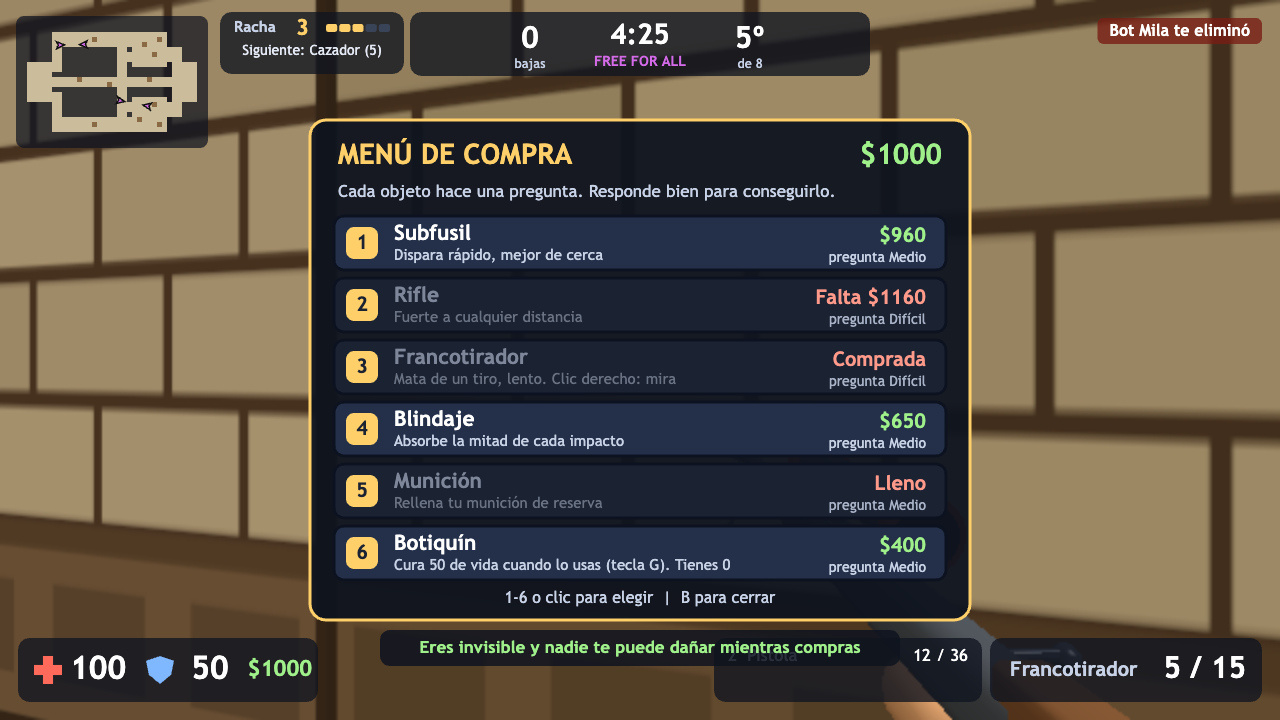 Racha 3
Siguiente: Cazador (5)
0
bajas
4:25
FREE FOR ALL
5º
de 8
Bot Mila te eliminó
MENÚ DE COMPRA
$1000
Cada objeto hace una pregunta. Responde bien para conseguirlo.
1
Subfusil
Dispara rápido, mejor de cerca
$960
pregunta Medio
2
Rifle
Fuerte a cualquier distancia
Falta $1160
pregunta Difícil
3
Francotirador
Mata de un tiro, lento. Clic derecho: mira
Comprada
pregunta Difícil
4
Blindaje
Absorbe la mitad de cada impacto
$650
pregunta Medio
5
Munición
Rellena tu munición de reserva
Lleno
pregunta Medio
6
Botiquín
Cura 50 de vida cuando lo usas (tecla G). Tienes 0
$400
pregunta Medio
1-6 o clic para elegir | B para cerrar
Eres invisible y nadie te puede dañar mientras compras
100
50
$1000
2 Pistola
12 / 36
Francotirador
5 / 15